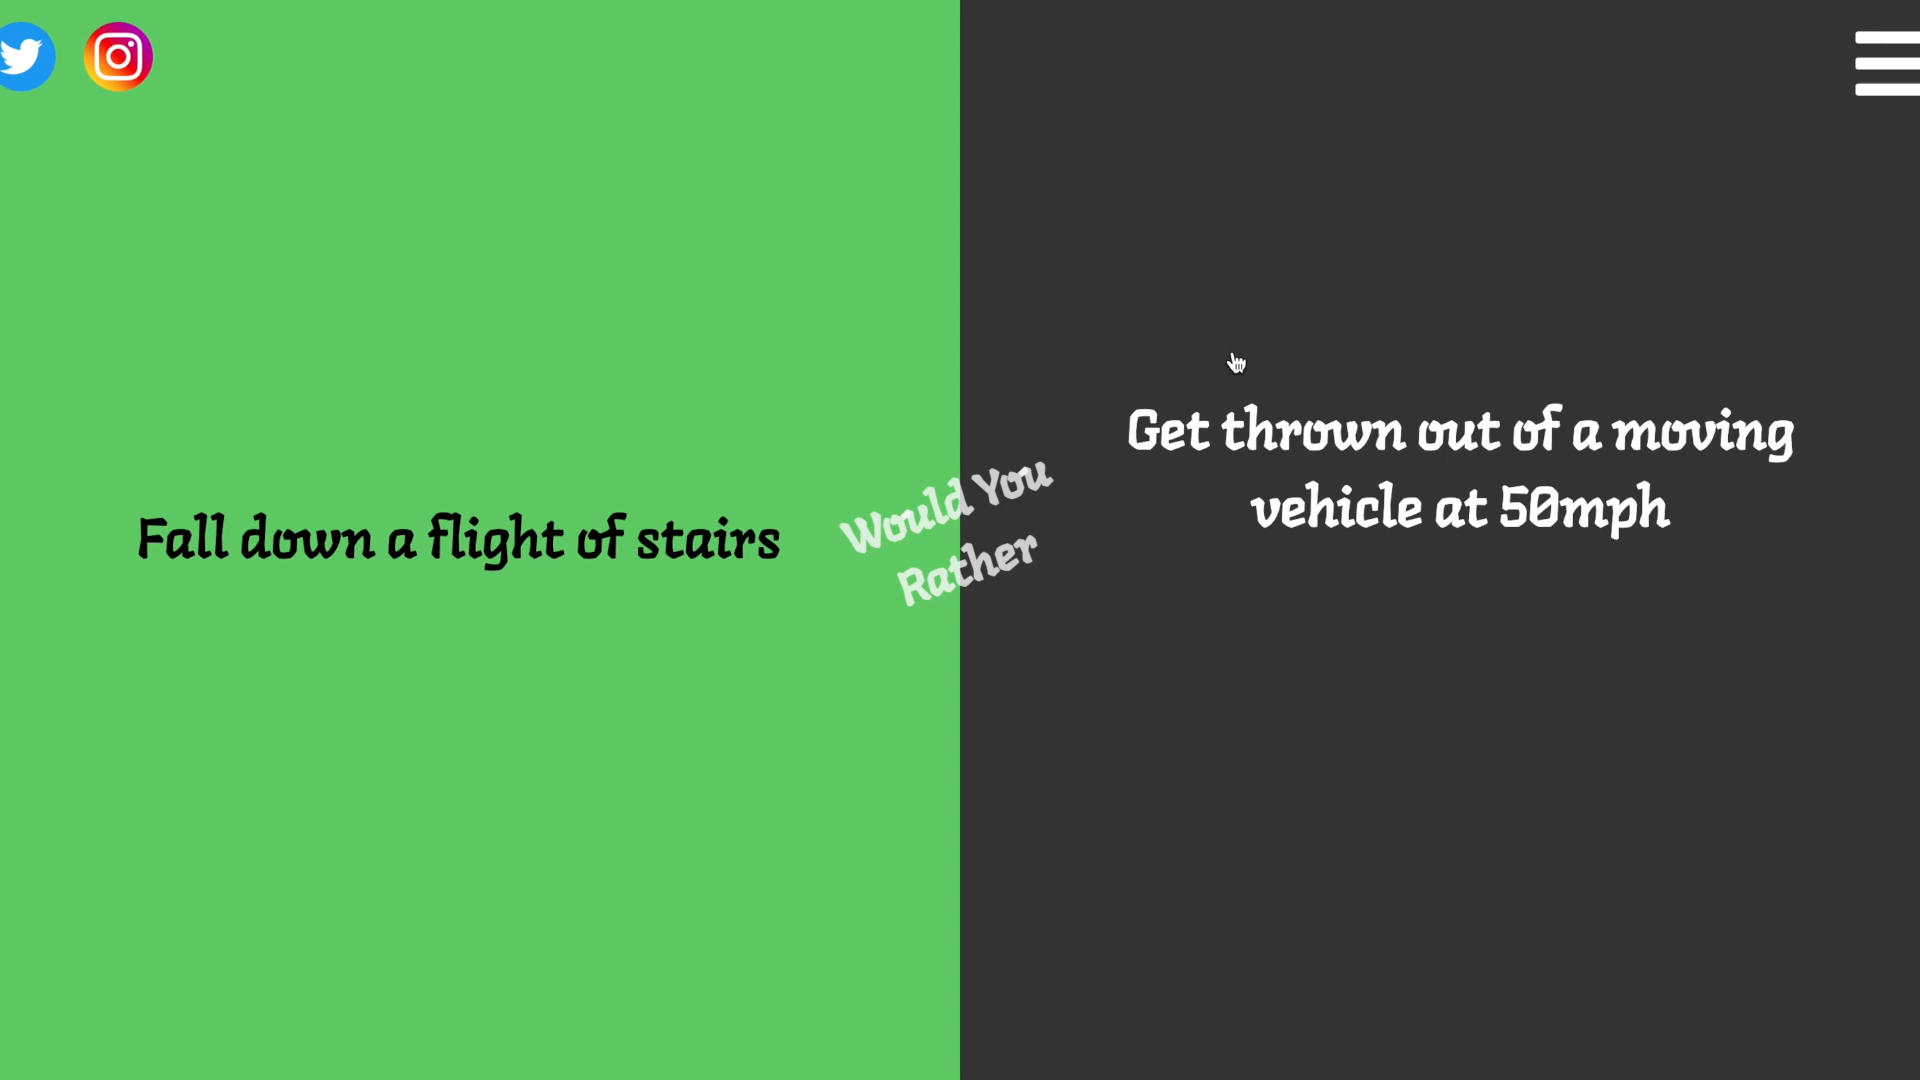 Fall down a flight of stairs
Would You
Rather
Get thrown out of a moving
vehicle at 50mph